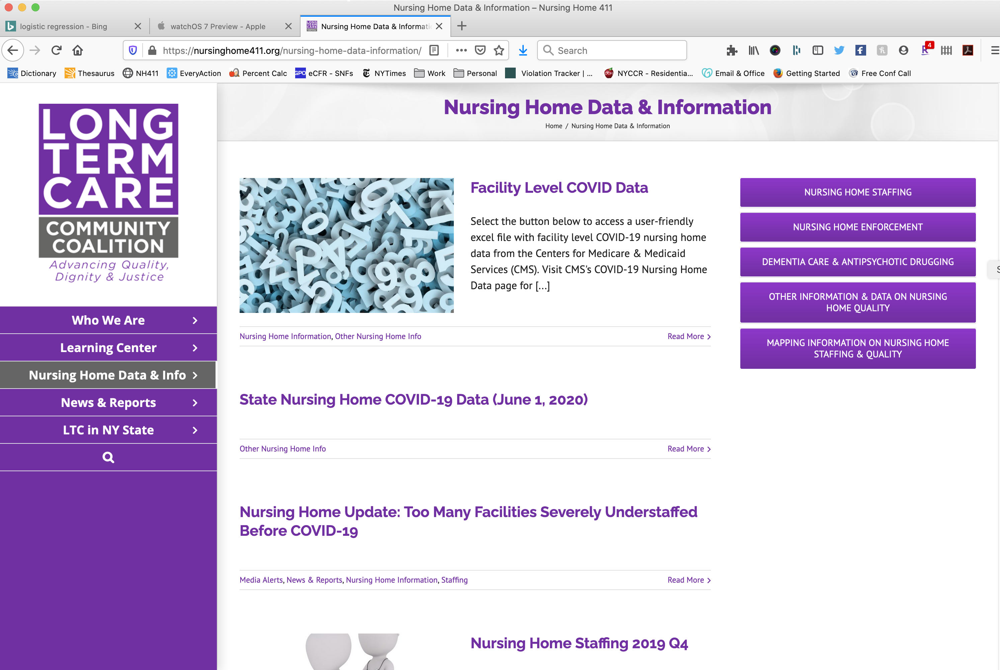 Nursing Home Data & Information – Nursing Home 411
logistic regression - Bing
watchOS 7 Preview - Apple
Nursing Home Data & Informati
https://nursinghome411.org/nursing-home-data-information/
Search
4
Dictionary
Thesaurus
NH411
EveryAction
Percent Calc
GPO
eCFR - SNFs
NYTimes
Work
Personal
Violation Tracker | ...
DOH
NYCCR - Residentia...
Email & Office
Getting Started
Free Conf Call
LONG
TERM
CARE
COMMUNITY
COALITION
Advancing Quality,
Dignity & Justice
Who We Are
Learning Center
Nursing Home Data & Info
News & Reports
LTC in NY State
Nursing Home Data & Information
Home / Nursing Home Data & Information
Facility Level COVID Data
Select the button below to access a user-friendly
excel file with facility level COVID-19 nursing home
data from the Centers for Medicare & Medicaid
Services (CMS). Visit CMS's COVID-19 Nursing Home
Data page for [...]
Nursing Home Information, Other Nursing Home Info
Read More
State Nursing Home COVID-19 Data (June 1, 2020)
Other Nursing Home Info
Read More
Nursing Home Update: Too Many Facilities Severely Understaffed
Before COVID-19
Media Alerts, News & Reports, Nursing Home Information, Staffing
Read More
Nursing Home Staffing 2019 Q4
NURSING HOME STAFFING
NURSING HOME ENFORCEMENT
DEMENTIA CARE & ANTIPSYCHOTIC DRUGGING
OTHER INFORMATION & DATA ON NURSING
HOME QUALITY
MAPPING INFORMATION ON NURSING HOME
STAFFING & QUALITY